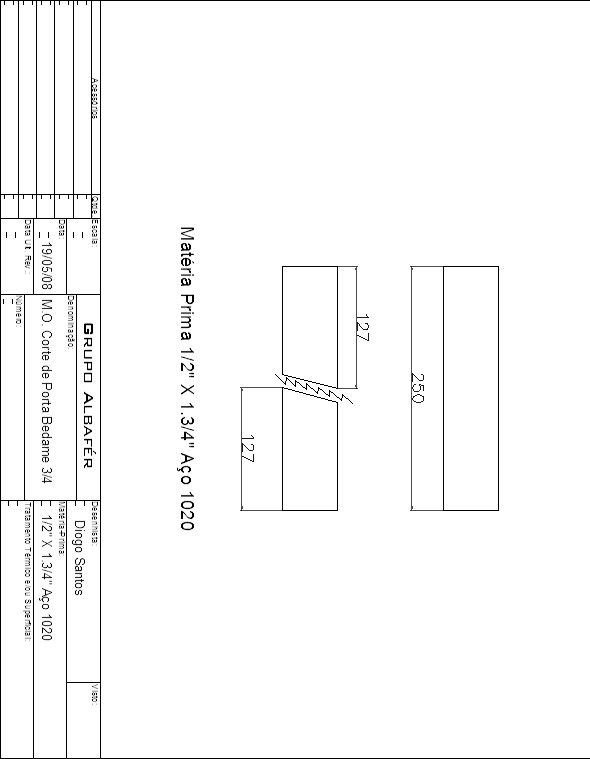 250
127
127
Matéria Prima 1/2" X 1.3/4" Aço 1020
Acessórios
Qtde
Escala:
GRUPO ALBAFÉR
Desenhista:
Diogo Santos
Visto:
Data:
19/05/08
Denominação:
M.O. Corte de Porta Bedame 3/4
Matéria-Prima:
1/2" X 1.3/4" Aço 1020
Data Ult. Rev.:
Número:
Tratamento Térmico e/ou Superficial: